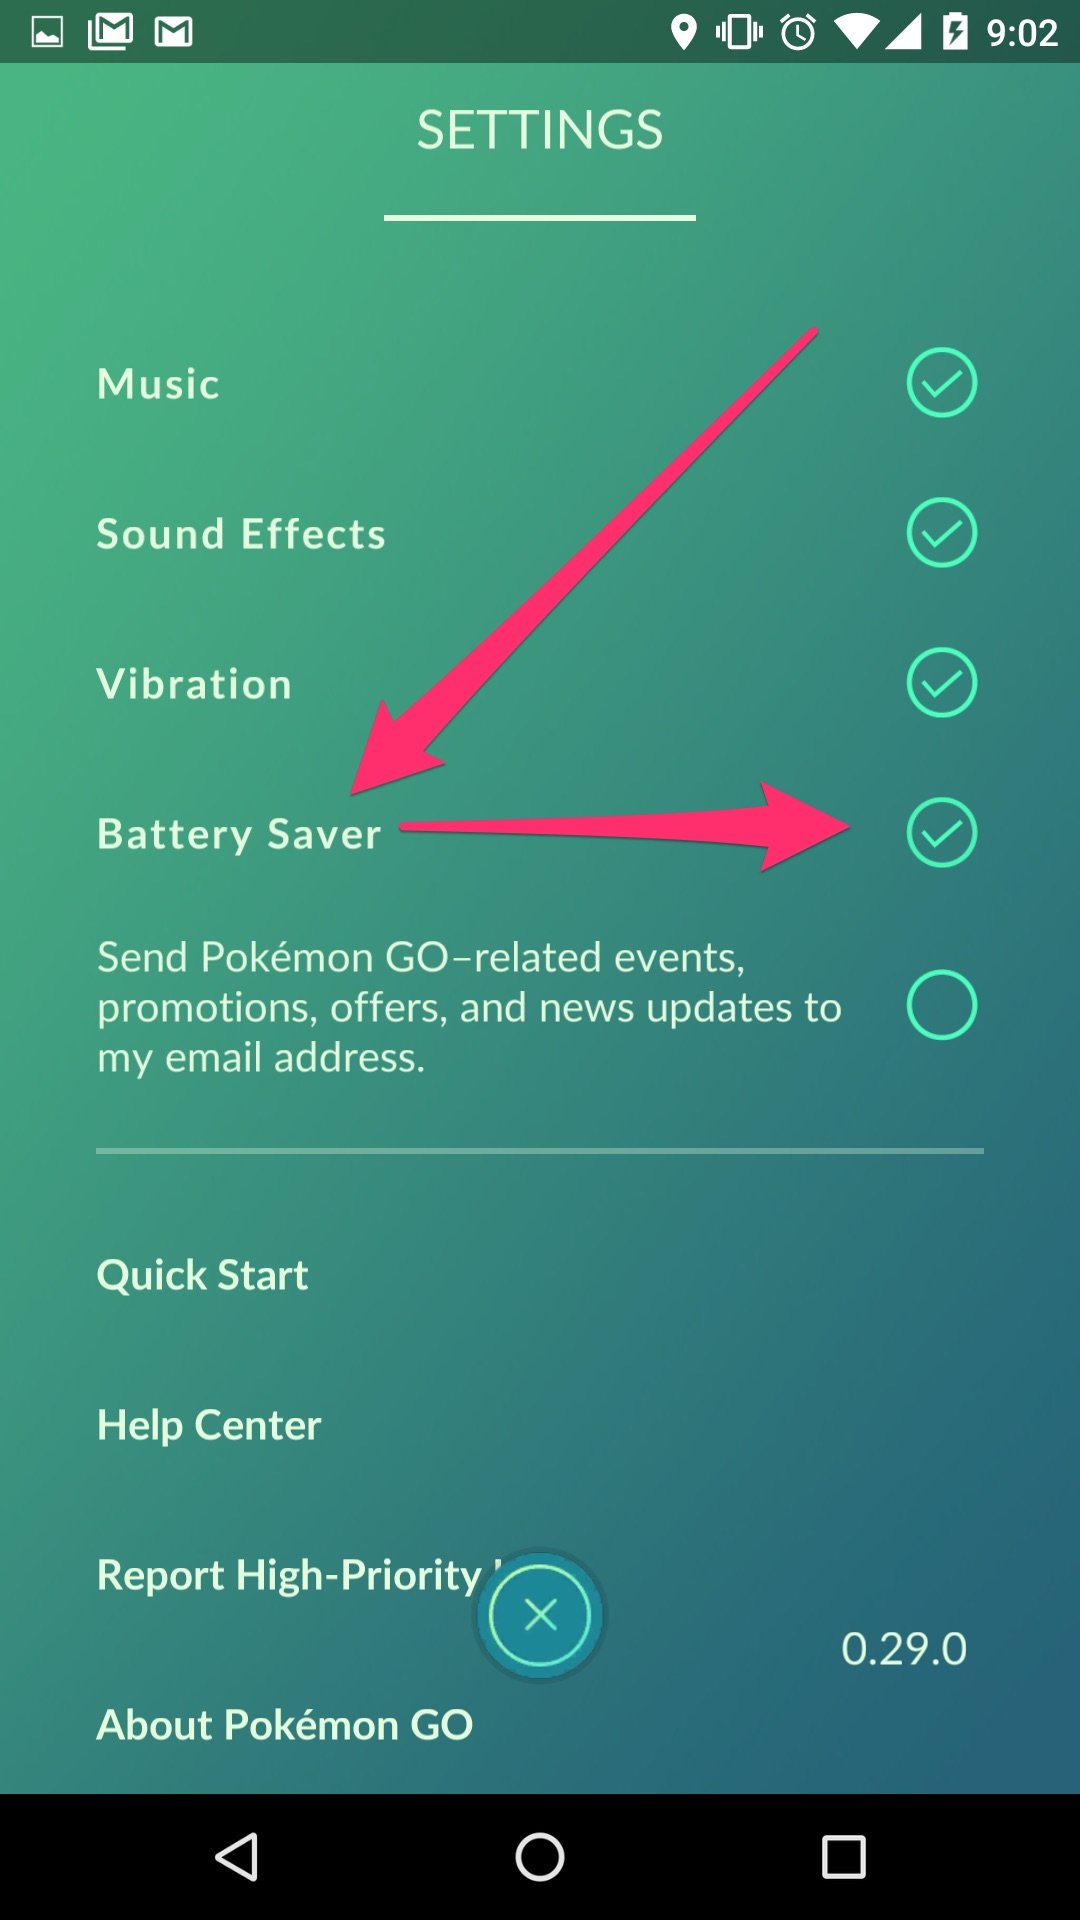 9:02
SETTINGS
Music
Sound Effects
Vibration
Battery Saver
Send Pokémon GO–related events,
promotions, offers, and news updates to
my email address.
Quick Start
Help Center
Report High-Priority
0.29.0
About Pokémon GO